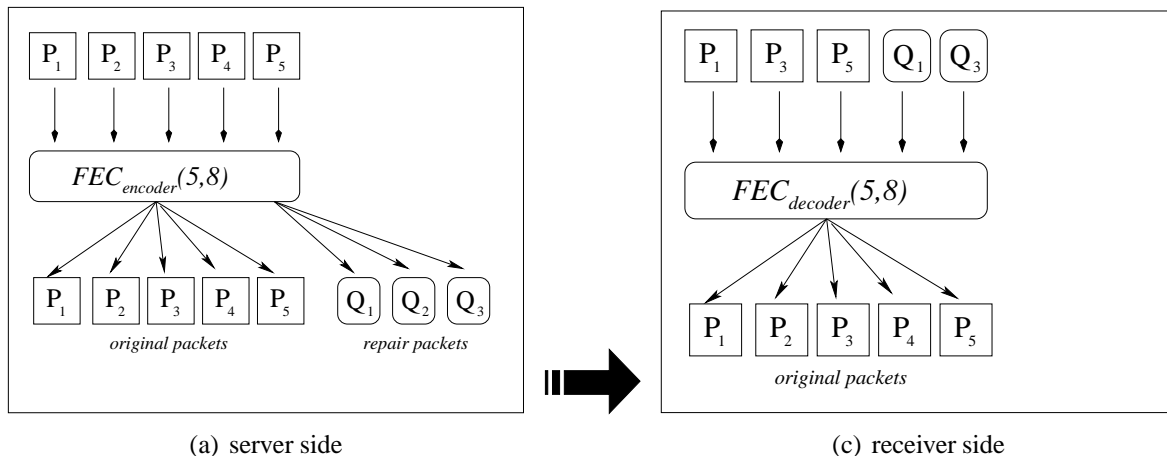 P1 P2 P3 P4 P5
FECencoder(5,8)
P1 P2 P3 P4 P5 Q1 Q2 Q3
original packets repair packets
(a) server side
P1 P3 P5 Q1 Q3
FECdecoder(5,8)
P1 P2 P3 P4 P5
original packets
(c) receiver side